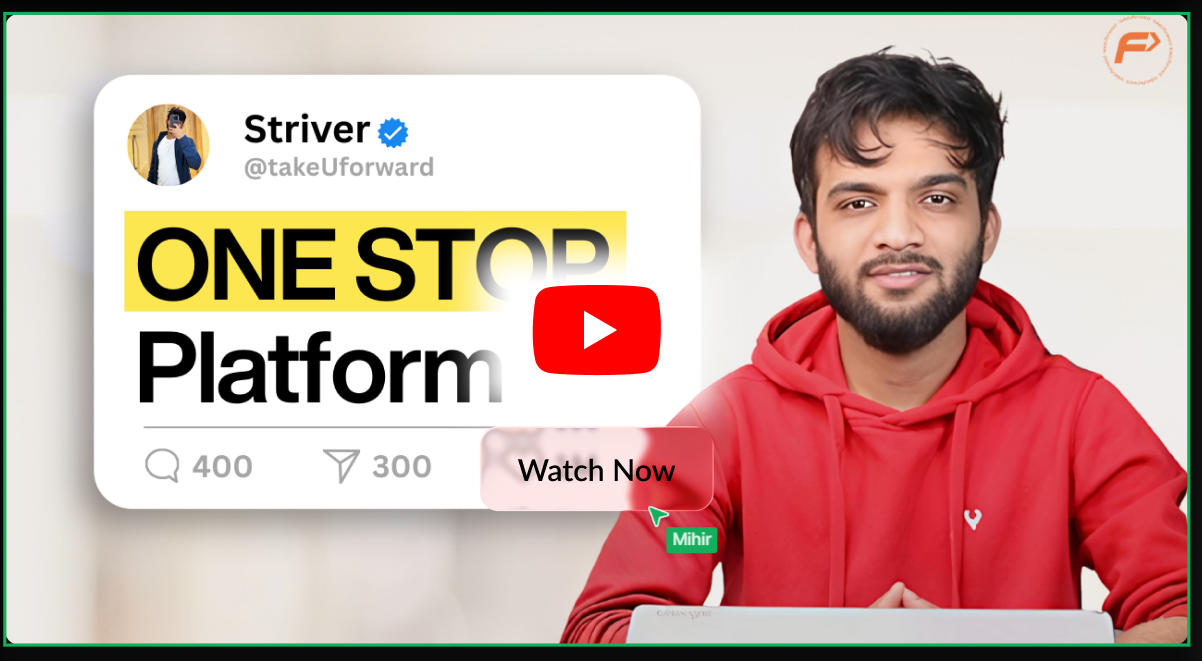 Striver
@takeUforward
ONE STOP
Platform
400
300
Watch Now
Mihir